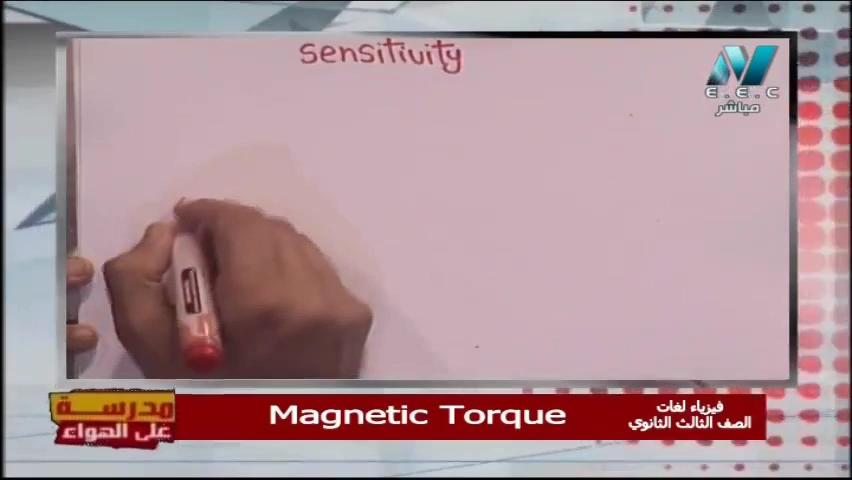 sensitivity
E.E.C
مباشر
مدرسة
على الهواء
Magnetic Torque
فيزياء لغات
الصف الثالث الثانوي